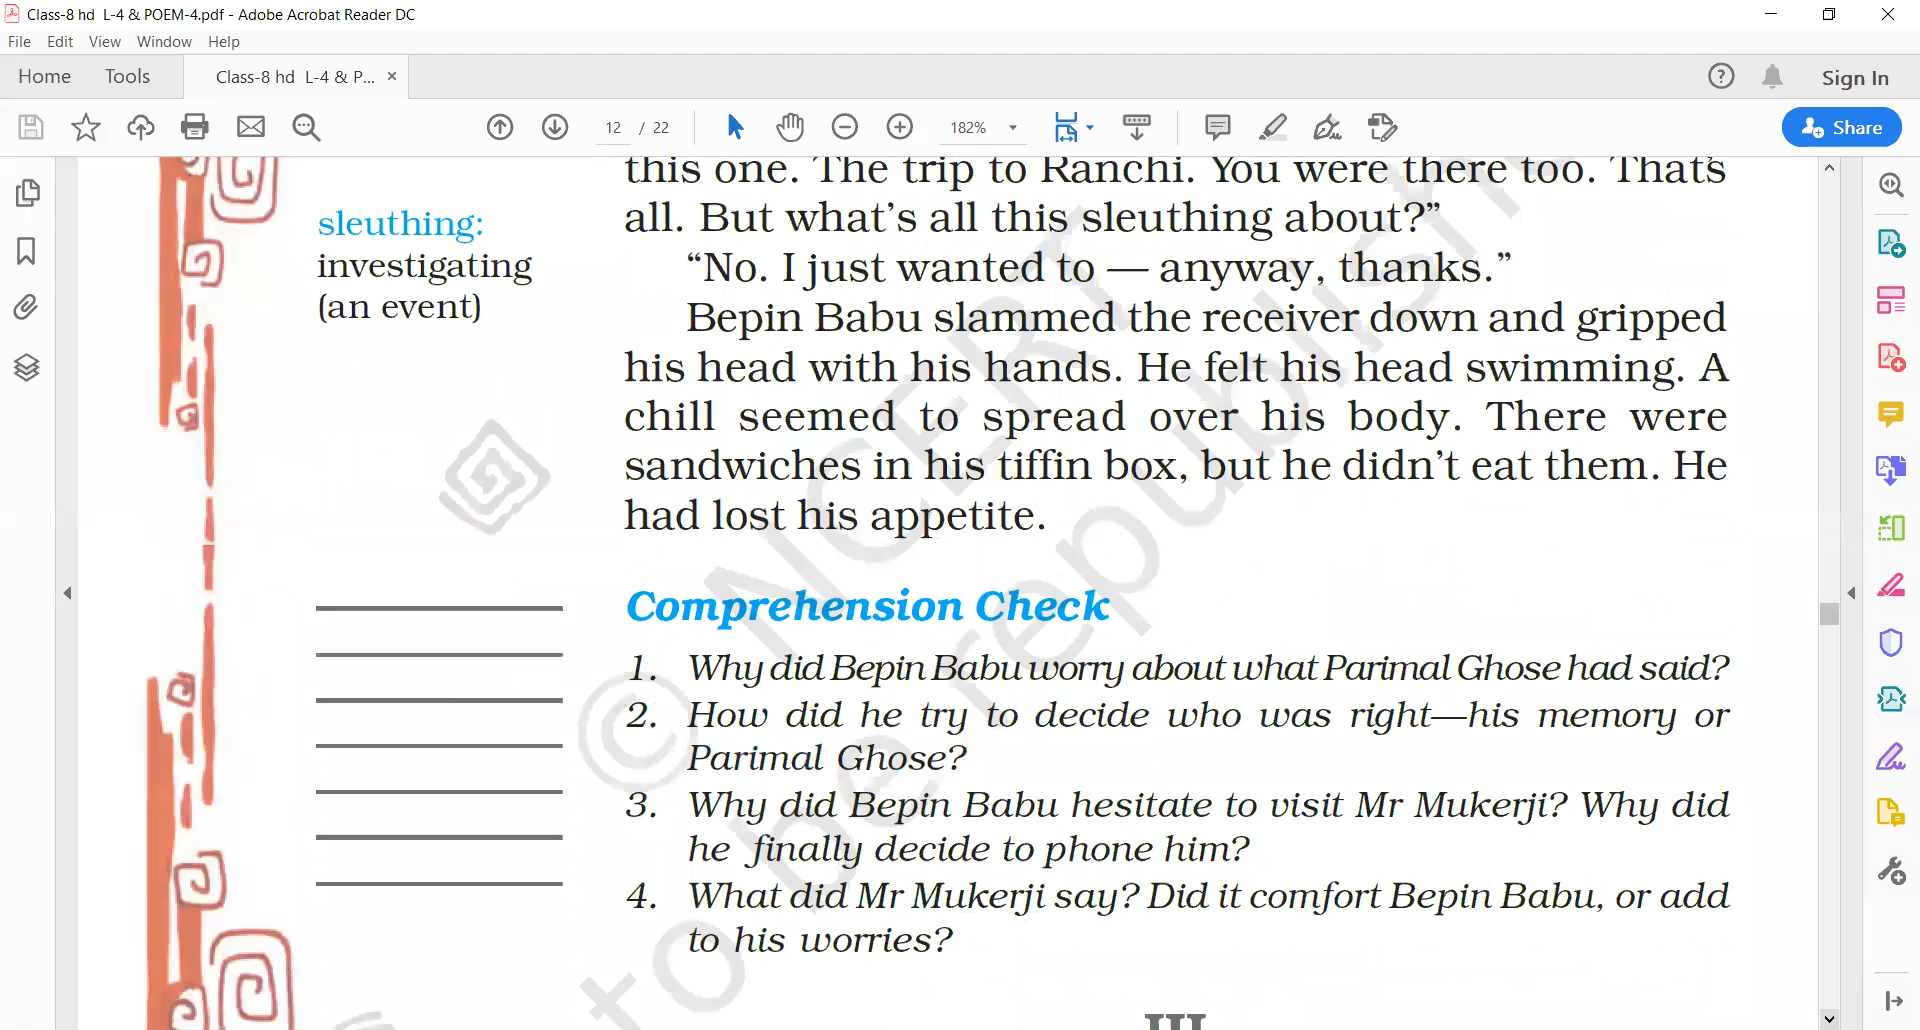 Class-8 hd  L-4 & POEM-4.pdf - Adobe Acrobat Reader DC
File Edit View Window Help
Home Tools Class-8 hd  L-4 & P... × Sign In
12 / 22 182% Share
this one. The trip to Ranchi. You were there too. That's
all. But what's all this sleuthing about?”
sleuthing:
investigating
(an event)
“No. I just wanted to — anyway, thanks.”
Bepin Babu slammed the receiver down and gripped
his head with his hands. He felt his head swimming. A
chill seemed to spread over his body. There were
sandwiches in his tiffin box, but he didn't eat them. He
had lost his appetite.
Comprehension Check
1. Why did Bepin Babu worry about what Parimal Ghose had said?
2. How did he try to decide who was right—his memory or
Parimal Ghose?
3. Why did Bepin Babu hesitate to visit Mr Mukerji? Why did
he finally decide to phone him?
4. What did Mr Mukerji say? Did it comfort Bepin Babu, or add
to his worries?
III
© NCERT
to be republishe